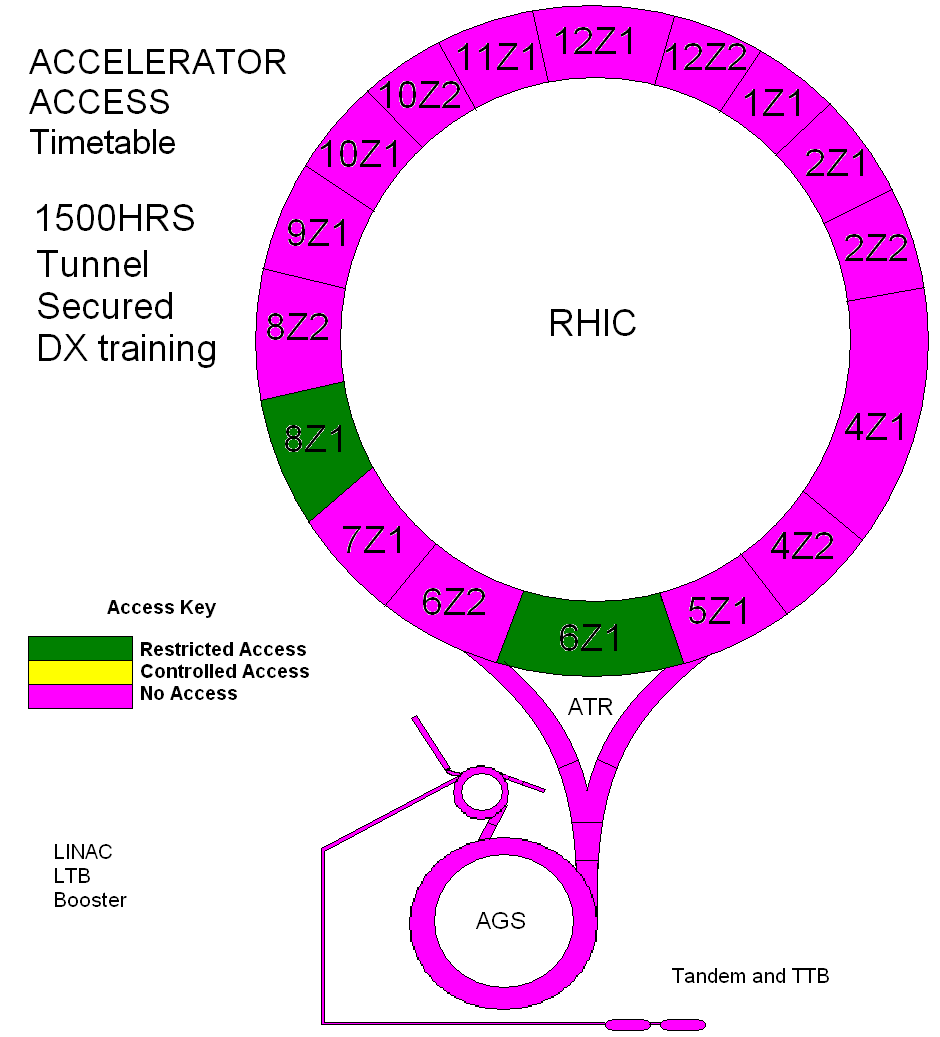 ACCELERATOR
ACCESS
Timetable
1500HRS
Tunnel
Secured
DX training
12Z1
12Z2
1Z1
2Z1
2Z2
4Z1
4Z2
5Z1
6Z1
6Z2
7Z1
8Z1
8Z2
9Z1
10Z1
10Z2
11Z1
RHIC
Access Key
Restricted Access
Controlled Access
No Access
ATR
LINAC
LTB
Booster
AGS
Tandem and TTB